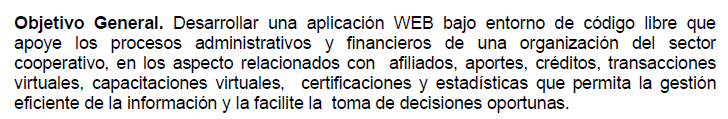 Objetivo General. Desarrollar una aplicación WEB bajo entorno de código libre que
apoye los procesos administrativos y financieros de una organización del sector
cooperativo, en los aspecto relacionados con afiliados, aportes, créditos, transacciones
virtuales, capacitaciones virtuales, certificaciones y estadísticas que permita la gestión
eficiente de la información y la facilite la toma de decisiones oportunas.